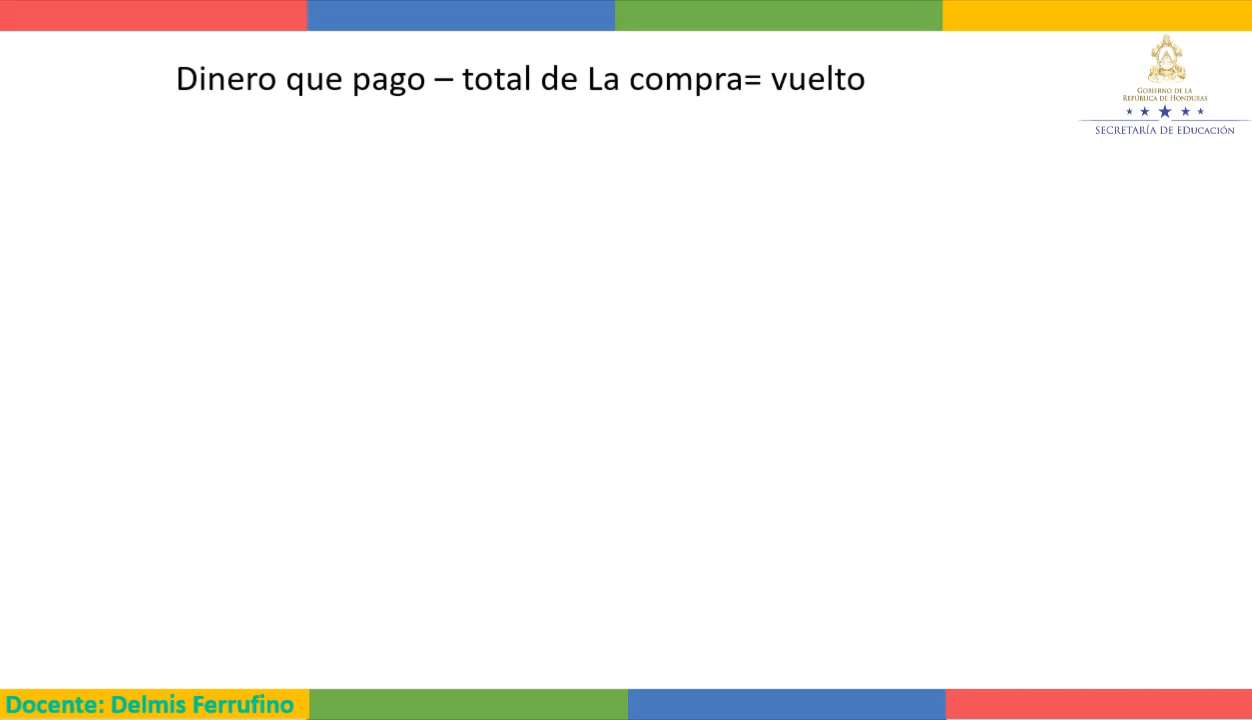 Dinero que pago – total de La compra= vuelto
GOBIERNO DE LA
REPÚBLICA DE HONDURAS
SECRETARÍA DE EDUCACIÓN
Docente: Delmis Ferrufino